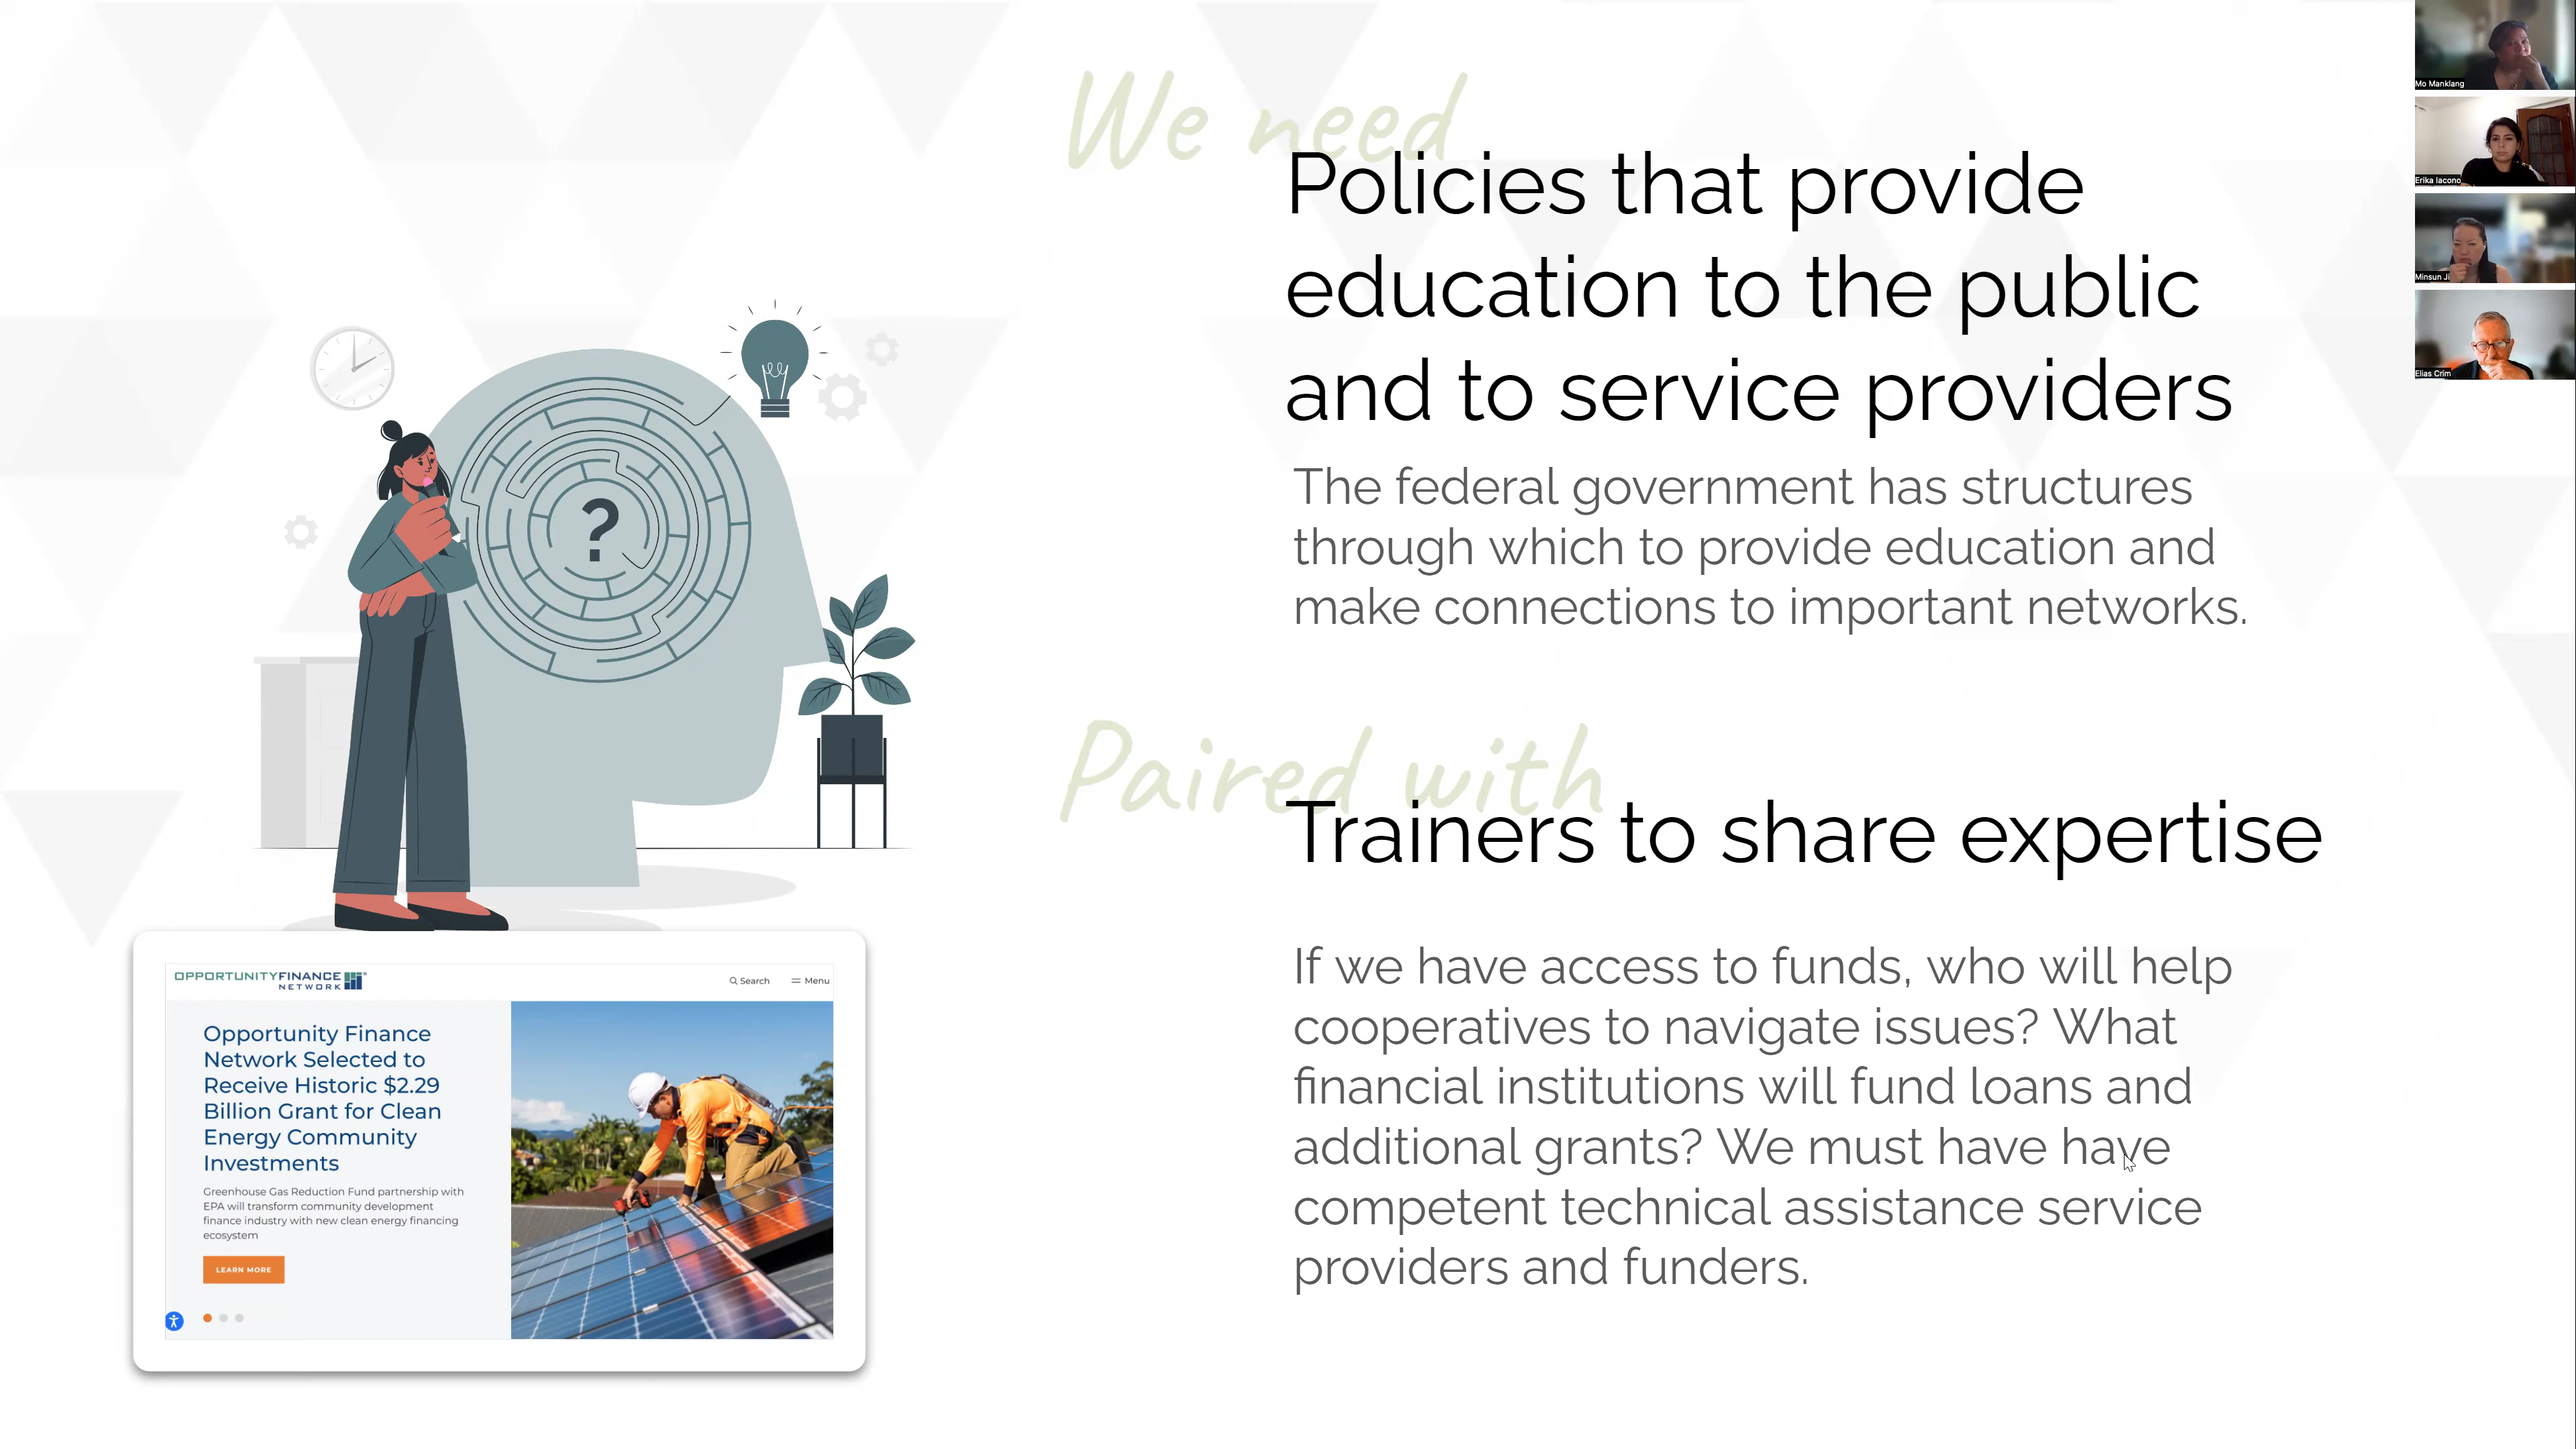 We need
Policies that provide
education to the public
and to service providers
The federal government has structures
through which to provide education and
make connections to important networks.
Paired with
Trainers to share expertise
If we have access to funds, who will help
cooperatives to navigate issues? What
financial institutions will fund loans and
additional grants? We must have have
competent technical assistance service
providers and funders.
?
OPPORTUNITYFINANCE
NETWORK
Search
Menu
Opportunity Finance
Network Selected to
Receive Historic $2.29
Billion Grant for Clean
Energy Community
Investments
Greenhouse Gas Reduction Fund partnership with
EPA will transform community development
finance industry with new clean energy financing
ecosystem
LEARN MORE
Mo Manklang
Erika Iacono
Minsun Ji
Elias Crim